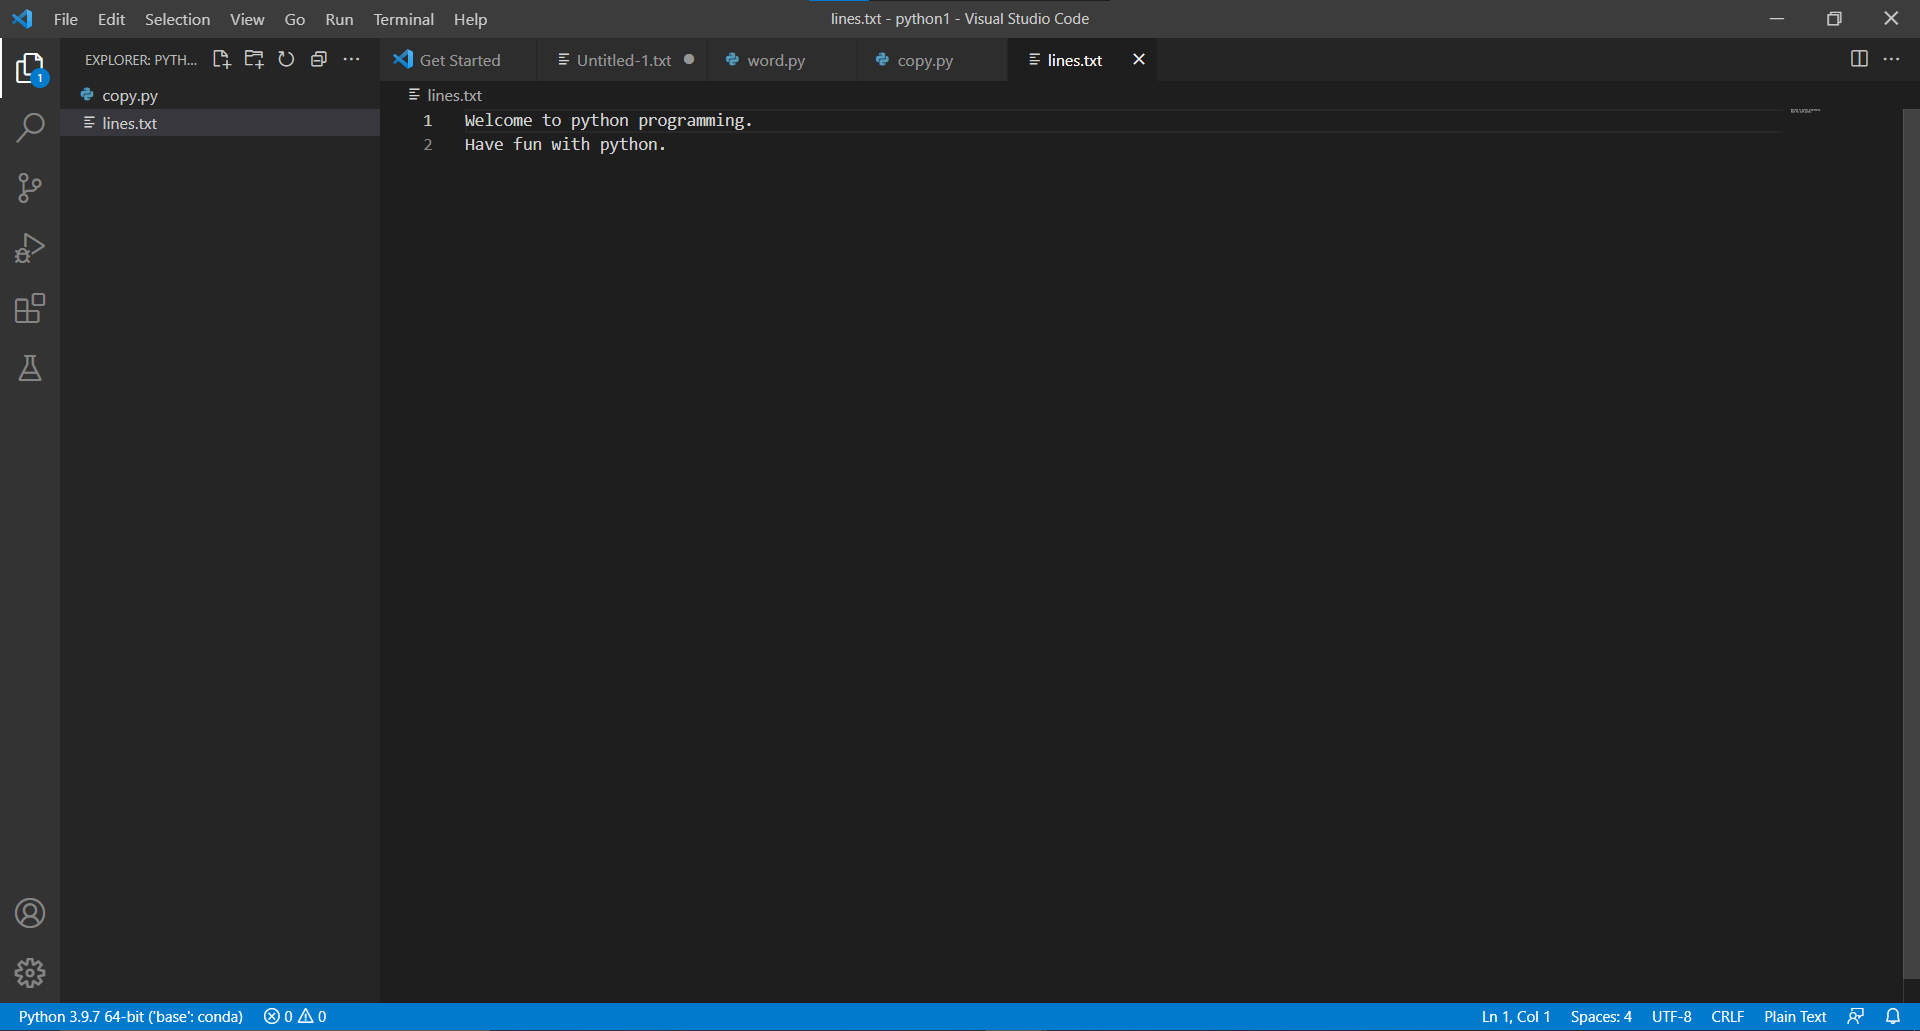 File Edit Selection View Go Run Terminal Help
lines.txt - python1 - Visual Studio Code
EXPLORER: PYTH...
Get Started
Untitled-1.txt
word.py
copy.py
lines.txt
1
copy.py
lines.txt
lines.txt
1 Welcome to python programming.
2 Have fun with python.
Python 3.9.7 64-bit ('base': conda) 0 0
Ln 1, Col 1 Spaces: 4 UTF-8 CRLF Plain Text